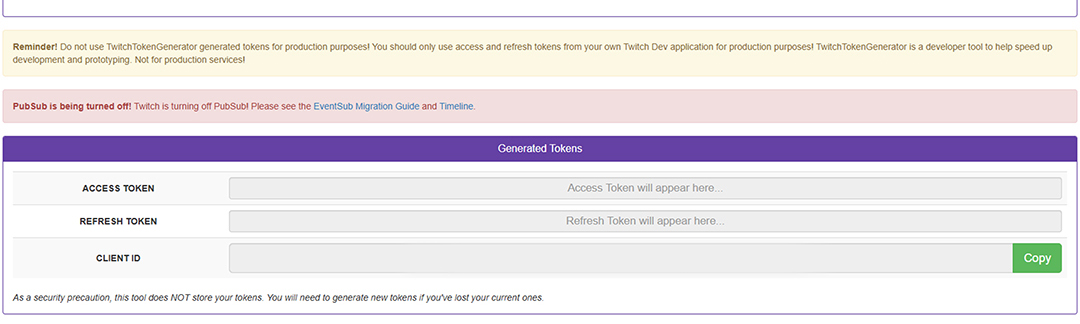 Reminder! Do not use TwitchTokenGenerator generated tokens for production purposes! You should only use access and refresh tokens from your own Twitch Dev application for production purposes! TwitchTokenGenerator is a developer tool to help speed up
development and prototyping. Not for production services!
PubSub is being turned off! Twitch is turning off PubSub! Please see the EventSub Migration Guide and Timeline.
Generated Tokens
ACCESS TOKEN Access Token will appear here...
REFRESH TOKEN Refresh Token will appear here...
CLIENT ID Copy
As a security precaution, this tool does NOT store your tokens. You will need to generate new tokens if you've lost your current ones.